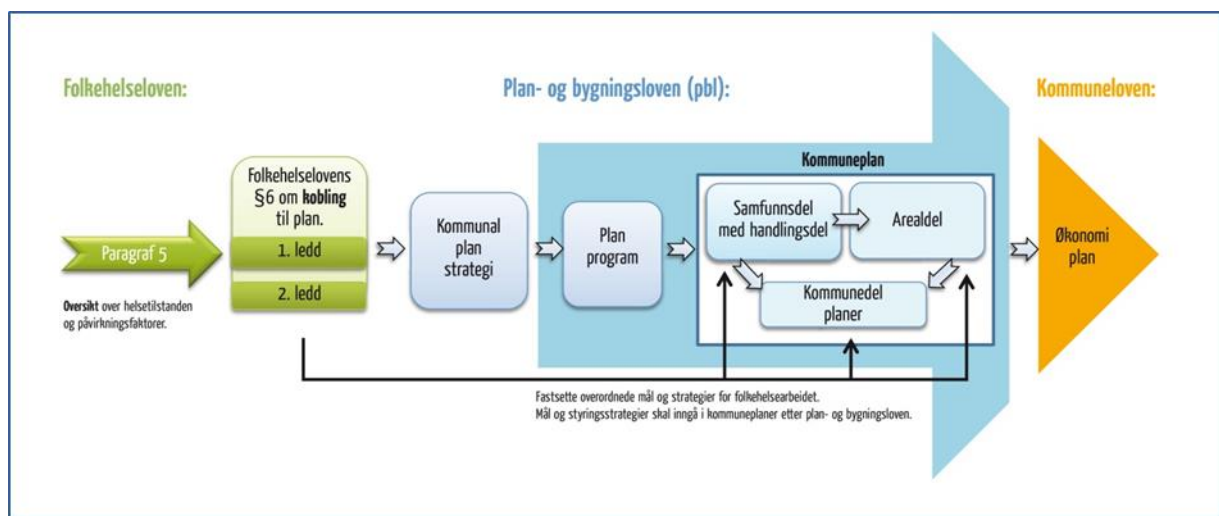 Folkehelseloven:
Plan- og bygningsloven (pbl):
Kommuneloven:
Paragraf 5
Oversikt over helsetilstanden
og påvirkningsfaktorer.
Folkehelselovens
§6 om kobling
til plan.
1. ledd
2. ledd
Kommunal
plan
strategi
Plan
program
Kommuneplan
Samfunnsdel
med handlingsdel
Arealdel
Kommunedel
planer
Økonomi
plan
Fastsette overordnede mål og strategier for folkehelsearbeidet.
Mål og styringsstrategier skal inngå i kommuneplaner etter plan- og bygningsloven.